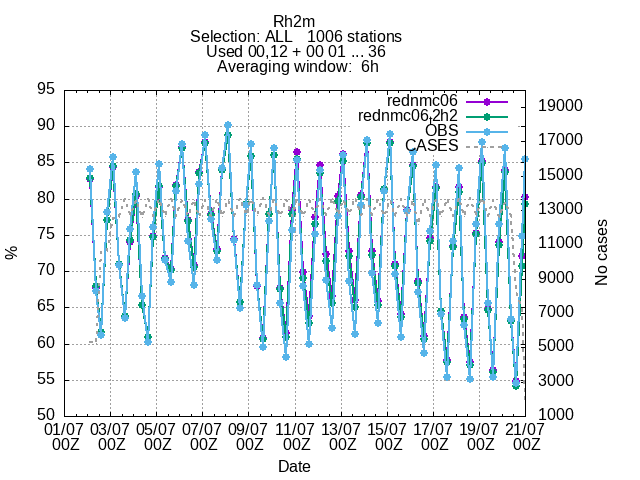 Rh2m
Selection: ALL   1006 stations
Used 00,12 + 00 01 ... 36
Averaging window:  6h
rednmc06
rednmc06.2h2
OBS
CASES
95
90
85
80
75
70
65
60
55
50
%
19000
17000
15000
13000
11000
9000
7000
5000
3000
1000
No cases
01/07 03/07 05/07 07/07 09/07 11/07 13/07 15/07 17/07 19/07 21/07
00Z 00Z 00Z 00Z 00Z 00Z 00Z 00Z 00Z 00Z 00Z
Date